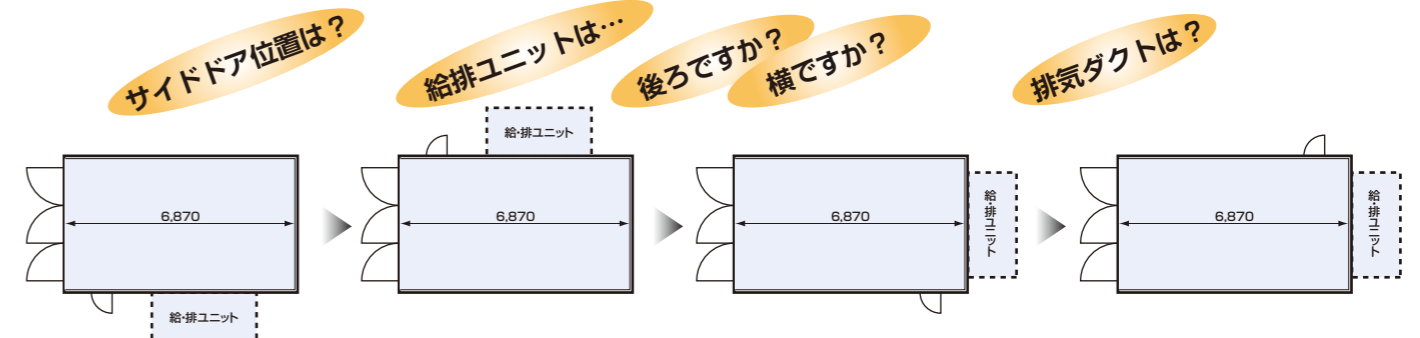 サイドドア位置は？
給排ユニットは…
後ろですか？
横ですか？
排気ダクトは？
6,870
給・排ユニット
給・排ユニット
6,870
6,870
給・排ユニット
6,870
給・排ユニット